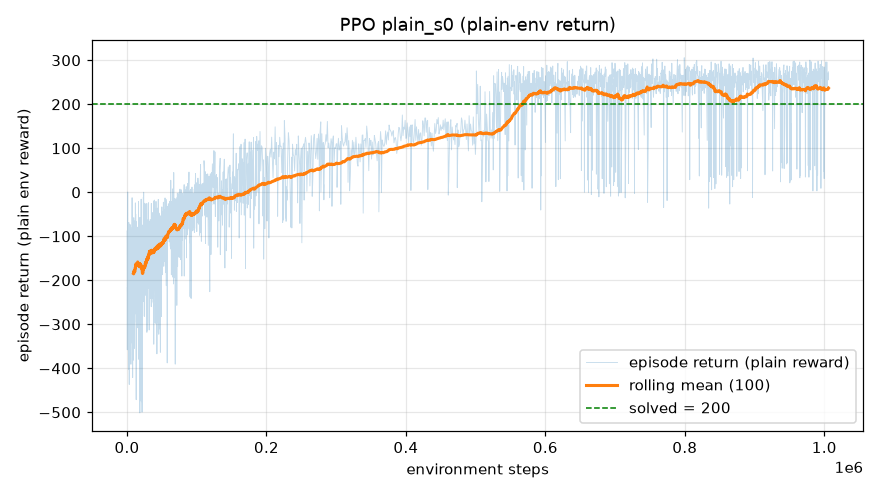 PPO plain_s0 (plain-env return)
episode return (plain env reward)
300
200
100
0
−100
−200
−300
−400
−500
episode return (plain reward)
rolling mean (100)
solved = 200
0.0 0.2 0.4 0.6 0.8 1.0
1e6
environment steps